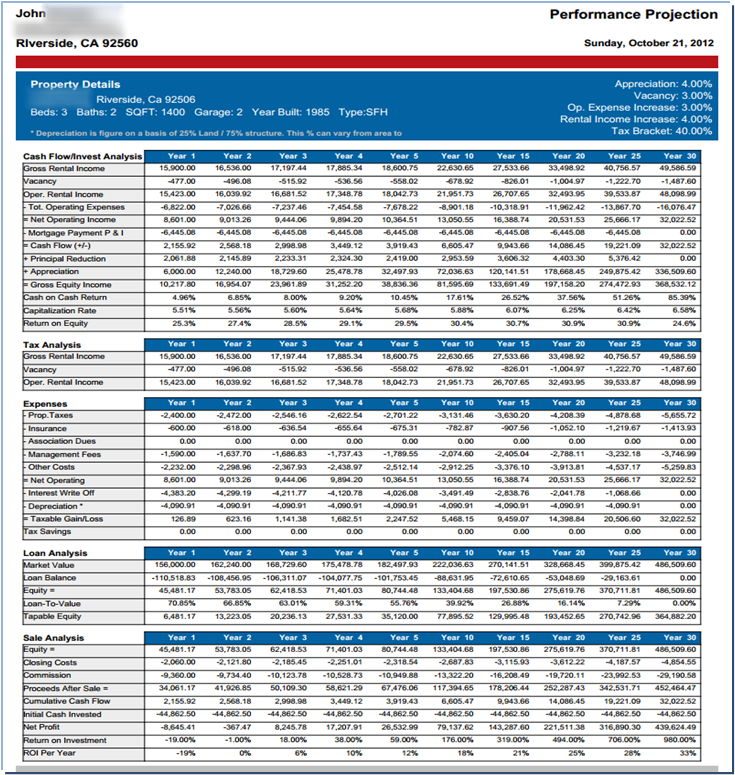 John
Performance Projection
RIverside, CA 92560
Sunday, October 21, 2012
Property Details
Appreciation: 4.00%
Riverside, Ca 92506
Vacancy: 3.00%
Beds: 3 Baths: 2 SQFT: 1400 Garage: 2 Year Built: 1985 Type:SFH
Op. Expense Increase: 3.00%
Rental Income Increase: 4.00%
* Depreciation is figure on a basis of 25% Land / 75% structure. This % can vary from area to
Tax Bracket: 40.00%
Cash Flow/Invest Analysis Year 1 Year 2 Year 3 Year 4 Year 5 Year 10 Year 15 Year 20 Year 25 Year 30
Gross Rental Income 15,900.00 16,536.00 17,197.44 17,885.34 18,600.75 22,630.65 27,533.66 33,498.92 40,756.57 49,586.59
Vacancy -477.00 -496.08 -515.92 -536.56 -558.02 -678.92 -826.01 -1,004.97 -1,222.70 -1,487.60
Oper. Rental Income 15,423.00 16,039.92 16,681.52 17,348.78 18,042.73 21,951.73 26,707.65 32,493.95 39,533.87 48,098.99
- Tot. Operating Expenses -6,822.00 -7,026.66 -7,237.46 -7,454.58 -7,678.22 -8,901.18 -10,318.91 -11,962.42 -13,867.70 -16,076.47
= Net Operating Income 8,601.00 9,013.26 9,444.06 9,894.20 10,364.51 13,050.55 16,388.74 20,531.53 25,666.17 32,022.52
- Mortgage Payment P & I -6,445.08 -6,445.08 -6,445.08 -6,445.08 -6,445.08 -6,445.08 -6,445.08 -6,445.08 -6,445.08 0.00
= Cash Flow (+/-) 2,155.92 2,568.18 2,998.98 3,449.12 3,919.43 6,605.47 9,943.66 14,086.45 19,221.09 32,022.52
+ Principal Reduction 2,061.88 2,145.89 2,233.31 2,324.30 2,419.00 2,953.59 3,606.32 4,403.30 5,376.42 0.00
+ Appreciation 6,000.00 12,240.00 18,729.60 25,478.78 32,497.93 72,036.63 120,141.51 178,668.45 249,875.42 336,509.60
= Gross Equity Income 10,217.80 16,954.07 23,961.89 31,252.20 38,836.36 81,595.69 133,691.49 197,158.20 274,472.93 368,532.12
Cash on Cash Return 4.96% 6.85% 8.00% 9.20% 10.45% 17.61% 26.52% 37.56% 51.26% 85.39%
Capitalization Rate 5.51% 5.56% 5.60% 5.64% 5.68% 5.88% 6.07% 6.25% 6.42% 6.58%
Return on Equity 25.3% 27.4% 28.5% 29.1% 29.5% 30.4% 30.7% 30.9% 30.9% 24.6%
Tax Analysis Year 1 Year 2 Year 3 Year 4 Year 5 Year 10 Year 15 Year 20 Year 25 Year 30
Gross Rental Income 15,900.00 16,536.00 17,197.44 17,885.34 18,600.75 22,630.65 27,533.66 33,498.92 40,756.57 49,586.59
Vacancy -477.00 -496.08 -515.92 -536.56 -558.02 -678.92 -826.01 -1,004.97 -1,222.70 -1,487.60
Oper. Rental Income 15,423.00 16,039.92 16,681.52 17,348.78 18,042.73 21,951.73 26,707.65 32,493.95 39,533.87 48,098.99
Expenses Year 1 Year 2 Year 3 Year 4 Year 5 Year 10 Year 15 Year 20 Year 25 Year 30
- Prop.Taxes -2,400.00 -2,472.00 -2,546.16 -2,622.54 -2,701.22 -3,131.46 -3,630.20 -4,208.39 -4,878.68 -5,655.72
- Insurance -600.00 -618.00 -636.54 -655.64 -675.31 -782.87 -907.56 -1,052.10 -1,219.67 -1,413.93
- Association Dues 0.00 0.00 0.00 0.00 0.00 0.00 0.00 0.00 0.00 0.00
- Management Fees -1,590.00 -1,637.70 -1,686.83 -1,737.43 -1,789.55 -2,074.60 -2,405.04 -2,788.11 -3,232.18 -3,746.99
- Other Costs -2,232.00 -2,298.96 -2,367.93 -2,438.97 -2,512.14 -2,912.25 -3,376.10 -3,913.81 -4,537.17 -5,259.83
= Net Operating 8,601.00 9,013.26 9,444.06 9,894.20 10,364.51 13,050.55 16,388.74 20,531.53 25,666.17 32,022.52
- Interest Write Off -4,383.20 -4,299.19 -4,211.77 -4,120.78 -4,026.08 -3,491.49 -2,838.76 -2,041.78 -1,068.66 0.00
- Depreciation * -4,090.91 -4,090.91 -4,090.91 -4,090.91 -4,090.91 -4,090.91 -4,090.91 -4,090.91 -4,090.91 0.00
= Taxable Gain/Loss 126.89 623.16 1,141.38 1,682.51 2,247.52 5,468.15 9,459.07 14,398.84 20,506.60 32,022.52
Tax Savings 0.00 0.00 0.00 0.00 0.00 0.00 0.00 0.00 0.00 0.00
Loan Analysis Year 1 Year 2 Year 3 Year 4 Year 5 Year 10 Year 15 Year 20 Year 25 Year 30
Market Value 156,000.00 162,240.00 168,729.60 175,478.78 182,497.93 222,036.63 270,141.51 328,668.45 399,875.42 486,509.60
Loan Balance -110,518.83 -108,456.95 -106,311.07 -104,077.75 -101,753.45 -88,631.95 -72,610.65 -53,048.69 -29,163.61 0.00
Equity = 45,481.17 53,783.05 62,418.53 71,401.03 80,744.48 133,404.68 197,530.86 275,619.76 370,711.81 486,509.60
Loan-To-Value 70.85% 66.85% 63.01% 59.31% 55.76% 39.92% 26.88% 16.14% 7.29% 0.00%
Tapable Equity 6,481.17 13,223.05 20,236.13 27,531.33 35,120.00 77,895.52 129,995.48 193,452.65 270,742.96 364,882.20
Sale Analysis Year 1 Year 2 Year 3 Year 4 Year 5 Year 10 Year 15 Year 20 Year 25 Year 30
Equity = 45,481.17 53,783.05 62,418.53 71,401.03 80,744.48 133,404.68 197,530.86 275,619.76 370,711.81 486,509.60
Closing Costs -2,060.00 -2,121.80 -2,185.45 -2,251.01 -2,318.54 -2,687.83 -3,115.93 -3,612.22 -4,187.57 -4,854.55
Commission -9,360.00 -9,734.40 -10,123.78 -10,528.73 -10,949.88 -13,322.20 -16,208.49 -19,720.11 -23,992.53 -29,190.58
Proceeds After Sale = 34,061.17 41,926.85 50,109.30 58,621.29 67,476.06 117,394.65 178,206.44 252,287.43 342,531.71 452,464.47
Cumulative Cash Flow 2,155.92 2,568.18 2,998.98 3,449.12 3,919.43 6,605.47 9,943.66 14,086.45 19,221.09 32,022.52
Initial Cash Invested -44,862.50 -44,862.50 -44,862.50 -44,862.50 -44,862.50 -44,862.50 -44,862.50 -44,862.50 -44,862.50 -44,862.50
Net Profit -8,645.41 -367.47 8,245.78 17,207.91 26,532.99 79,137.62 143,287.60 221,511.38 316,890.30 439,624.49
Return on Investment -19.00% -1.00% 18.00% 38.00% 59.00% 176.00% 319.00% 494.00% 706.00% 980.00%
ROI Per Year -19% 0% 6% 10% 12% 18% 21% 25% 28% 33%